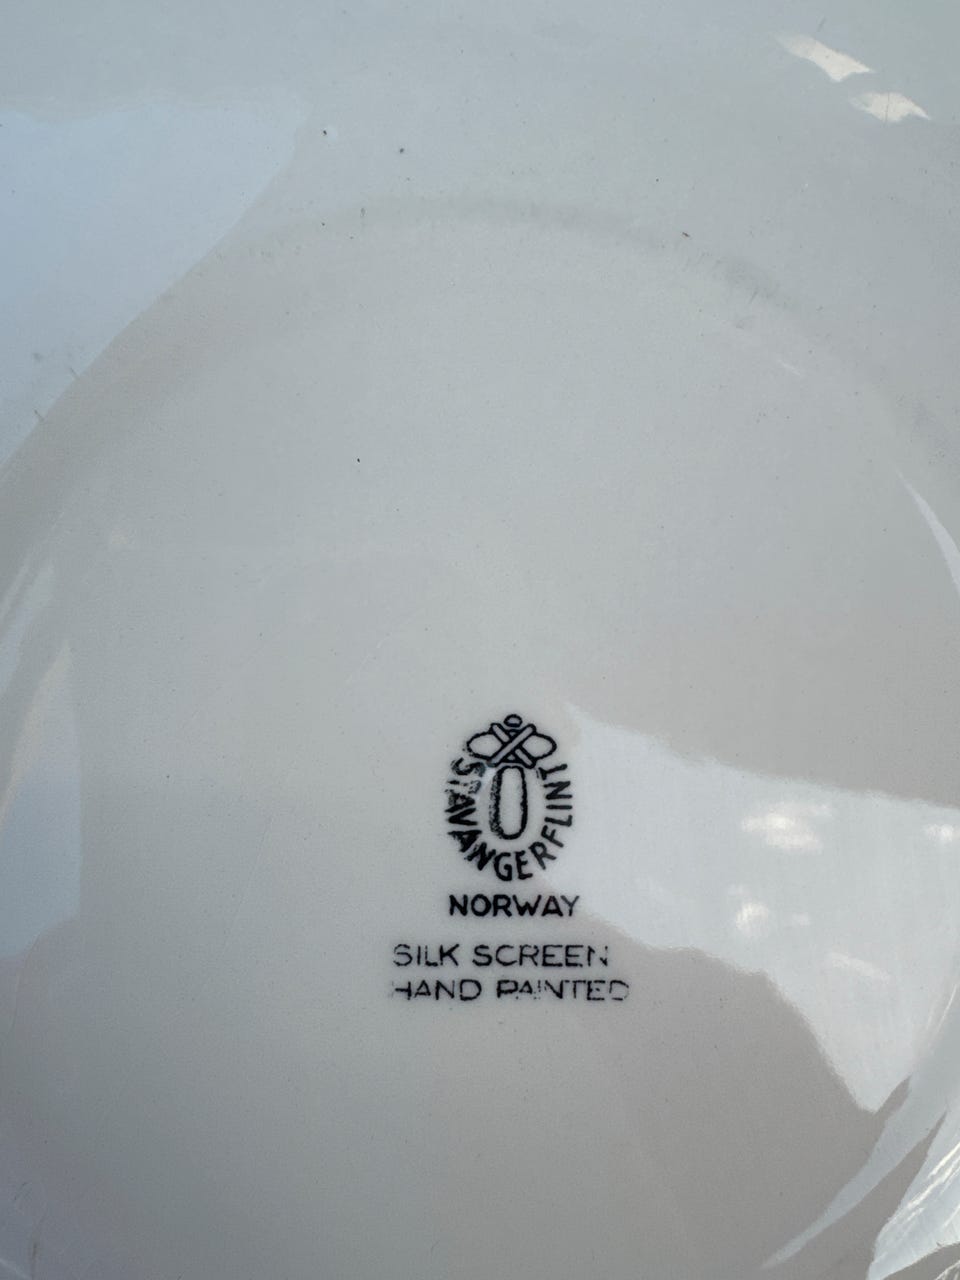 STAVANGERFLINT
NORWAY
SILK SCREEN
HAND PAINTED